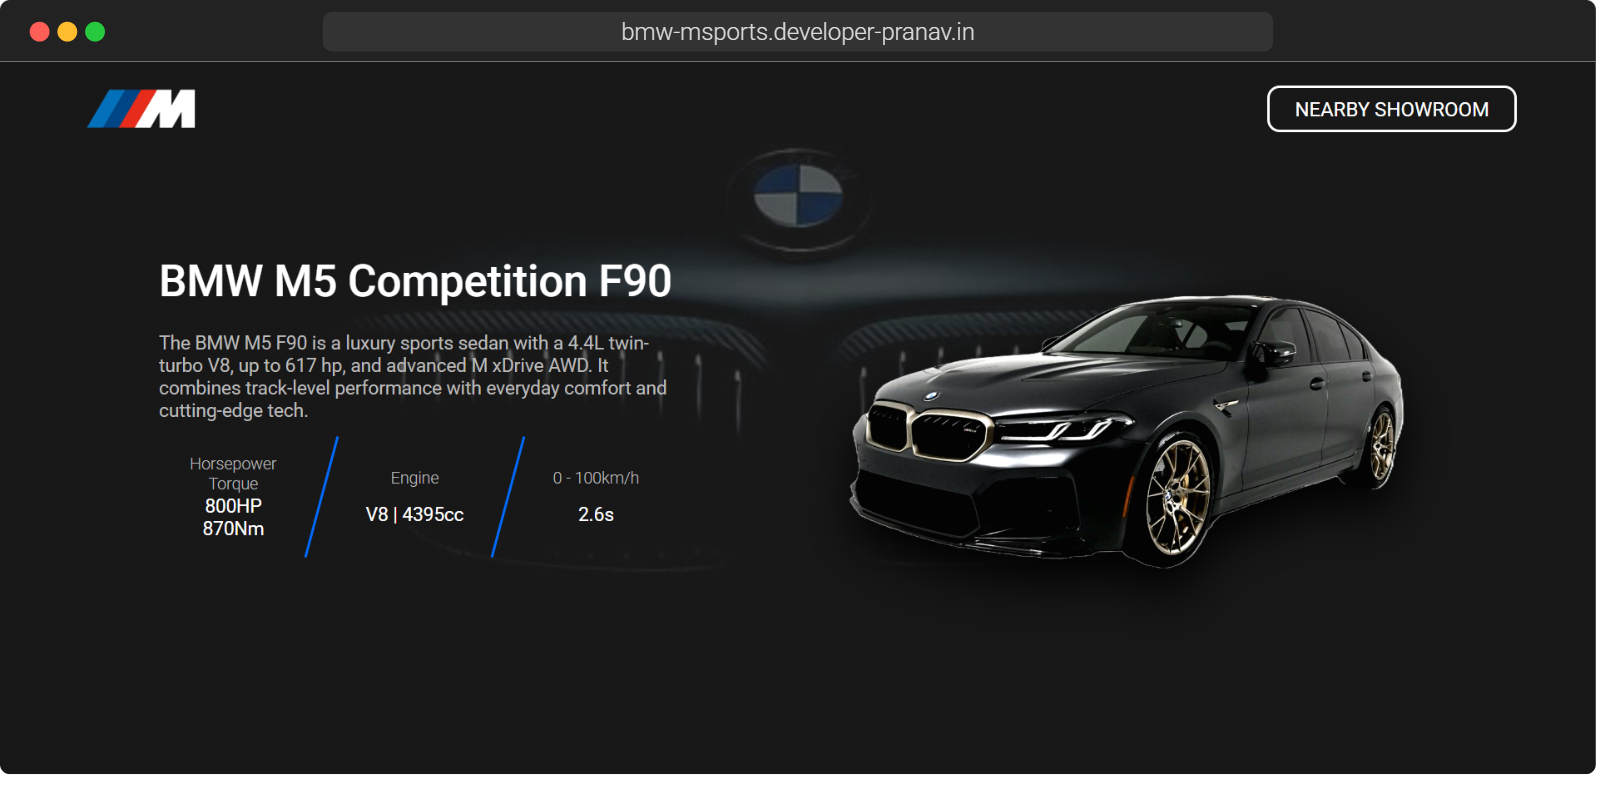 bmw-msports.developer-pranav.in
M
NEARBY SHOWROOM
BMW M5 Competition F90
The BMW M5 F90 is a luxury sports sedan with a 4.4L twin-
turbo V8, up to 617 hp, and advanced M xDrive AWD. It
combines track-level performance with everyday comfort and
cutting-edge tech.
Horsepower
Torque
800HP
870Nm
Engine
V8 | 4395cc
0 - 100km/h
2.6s